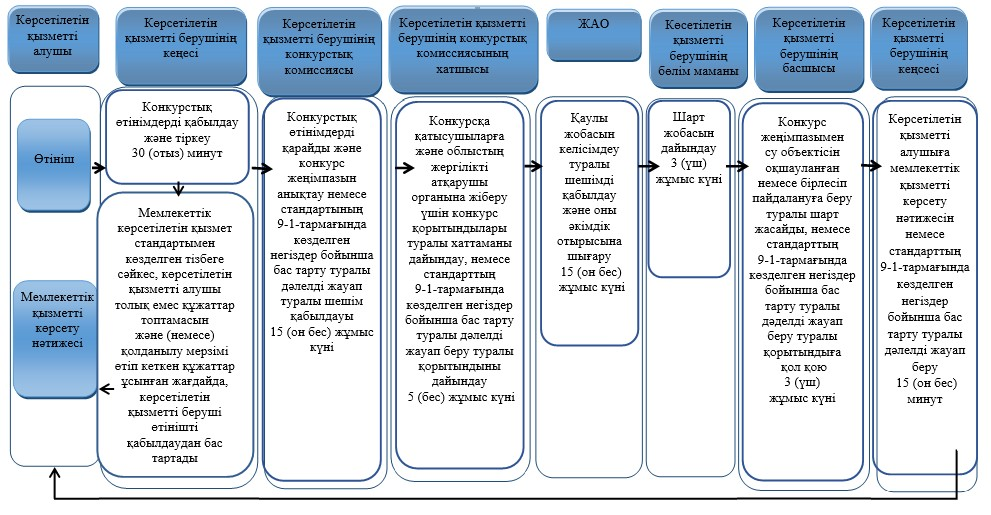 Көрсетілетін
қызметті
алушы
Көрсетілетін
қызметті берушінің
кеңесі
Көрсетілетін
қызметті берушінің
конкурстық
комиссиясы
Көрсетілетін қызметті
берушінің конкурстық
комиссиясының
хатшысы
ЖАО
Көсетілетін
қызметті
берушінің
бөлім маманы
Көрсетілетін
қызметті
берушінің
басшысы
Көрсетілетін
қызметті
берушінің
кеңсесі
Өтініш
Мемлекеттік
қызметті
көрсету
нәтижесі
Конкурстық
өтінімдерді қабылдау
және тіркеу
30 (отыз) минут
Мемлекеттік
көрсетілетін қызмет
стандартымен
көзделген тізбеге
сәйкес, көрсетілетін
қызметті алушы
толық емес құжаттар
топтамасын
және (немесе)
қолданылу мерзімі
өтіп кеткен құжаттар
ұсынған жағдайда,
көрсетілетін
қызметті беруші
өтінішті
қабылдаудан бас
тартады
Конкурстық
өтінімдерді
қарайды және
конкурс
жеңімпазын
анықтау немесе
стандартының
9-1-тармағында
көзделген
негіздер бойынша
бас тарту туралы
дәлелді жауап
туралы шешім
қабылдауы
15 (он бес) жұмыс
күні
Конкурсқа
қатысушыларға
және облыстың
жергілікті
атқарушы
органына жіберу
үшін конкурс
қорытындылары
туралы хаттаманы
дайындау, немесе
стандарттың
9-1-тармағында
көзделген негіздер
бойынша бас тарту
туралы дәлелді
жауап беру туралы
қорытындыны
дайындау
5 (бес) жұмыс күні
Қаулы
жобасын
келісімдеу
туралы
шешімді
қабылдау
және оны
әкімдік
отырысына
шығару
15 (он бес)
жұмыс күні
Шарт
жобасын
дайындау
3 (үш)
жұмыс күні
Конкурс
жеңімпазымен
су объектісін
оқшауланған
немесе бірлесіп
пайдалануға беру
туралы шарт
жасайды, немесе
стандарттың
9-1-тармағында
көзделген негіздер
бойынша бас
тарту туралы
дәделді жауап
беру туралы
қорытындыға
қол қою
3 (үш)
жұмыс күні
Көрсетілетін
қызметті
алушыға
мемлекеттік
қызметті
көрсету
нәтижесін
немесе
стандарттың
9-1-тармағында
көзделген
негіздер
бойынша бас
тарту туралы
дәлелді жауап
беру
15 (он бес)
минут